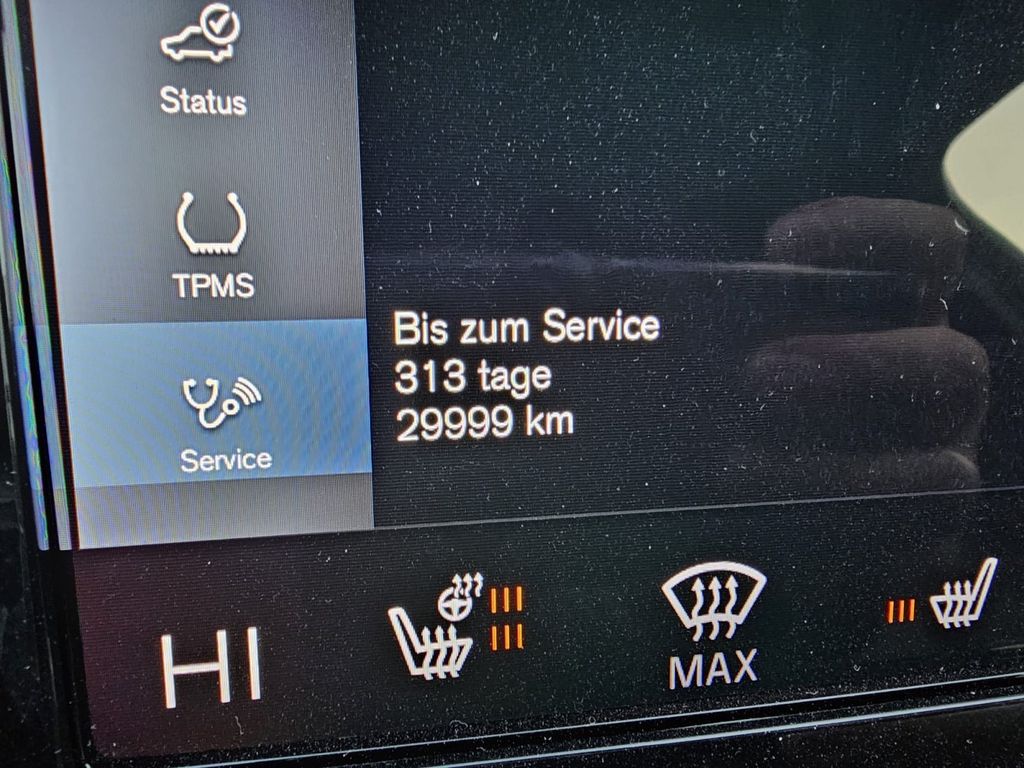 Status
TPMS
Bis zum Service
313 tage
29999 km
Service
HI
MAX